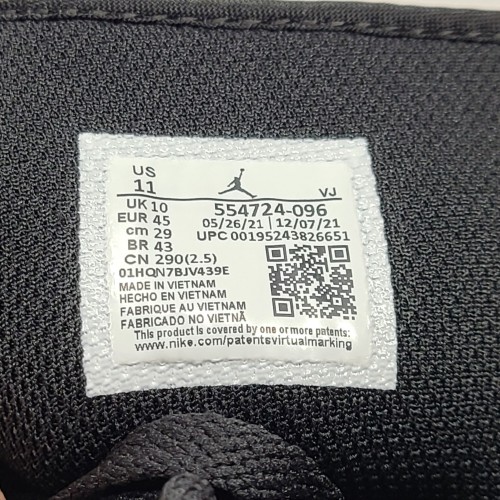 US
11
VJ
UK 10
554724-096
EUR 45
05/26/21 | 12/07/21
cm 29
UPC 00195243826651
BR 43
CN 290(2.5)
01HQN7BJV439E
MADE IN VIETNAM
HECHO EN VIETNAM
FABRIQUE AU VIETNAM
FABRICADO NO VIETNÃ
This product is covered by one or more patents:
www.nike.com/patentsvirtualmarking